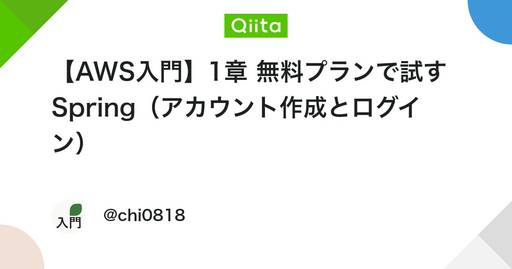 Qiita
【AWS入門】1章 無料プランで試す
Spring（アカウント作成とログイ
ン）
入門
@chi0818